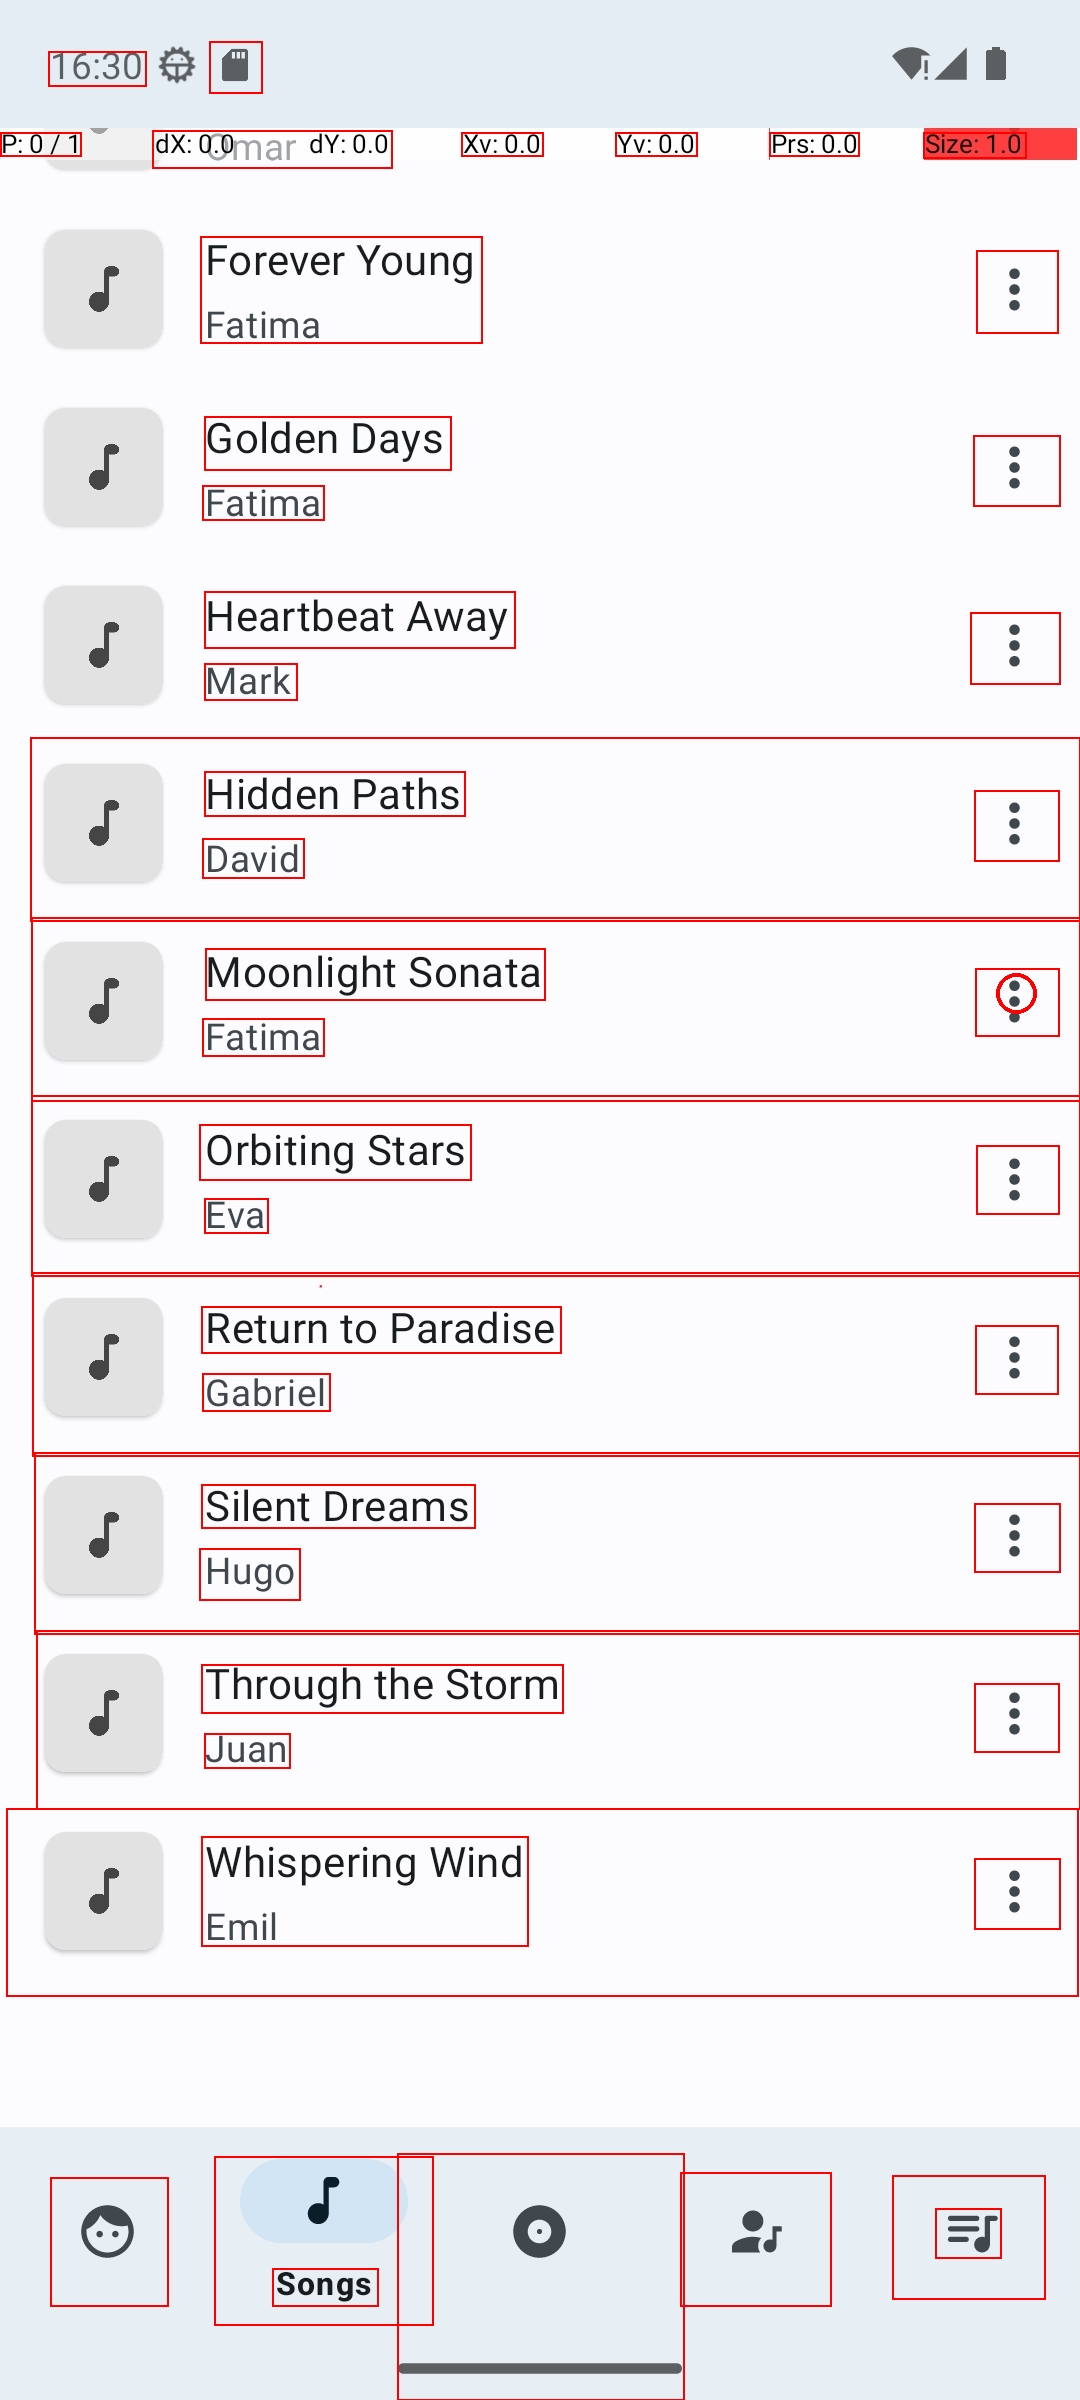 16:30
P: 0 / 1 dX: 0.0 dY: 0.0 Xv: 0.0 Yv: 0.0 Prs: 0.0 Size: 1.0
Omar
Forever Young
Fatima
Golden Days
Fatima
Heartbeat Away
Mark
Hidden Paths
David
Moonlight Sonata
Fatima
Orbiting Stars
Eva
Return to Paradise
Gabriel
Silent Dreams
Hugo
Through the Storm
Juan
Whispering Wind
Emil
Songs